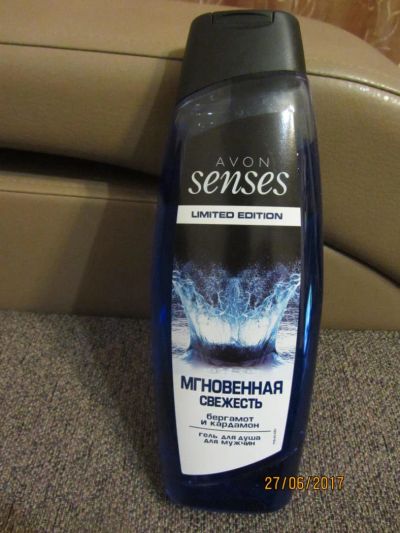 AVON
senses
LIMITED EDITION
МГНОВЕННАЯ
СВЕЖЕСТЬ
бергамот
и кардамон
гель для душа
для мужчин
27/06/2017